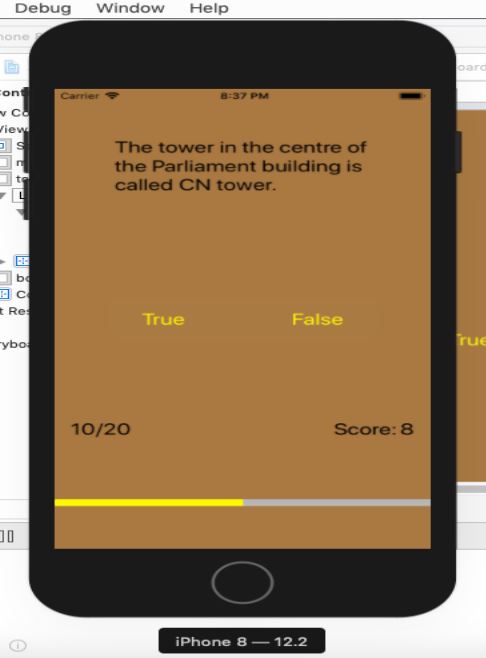 Debug Window Help
Carrier 8:37 PM
The tower in the centre of
the Parliament building is
called CN tower.
True False
10/20 Score: 8
iPhone 8 — 12.2